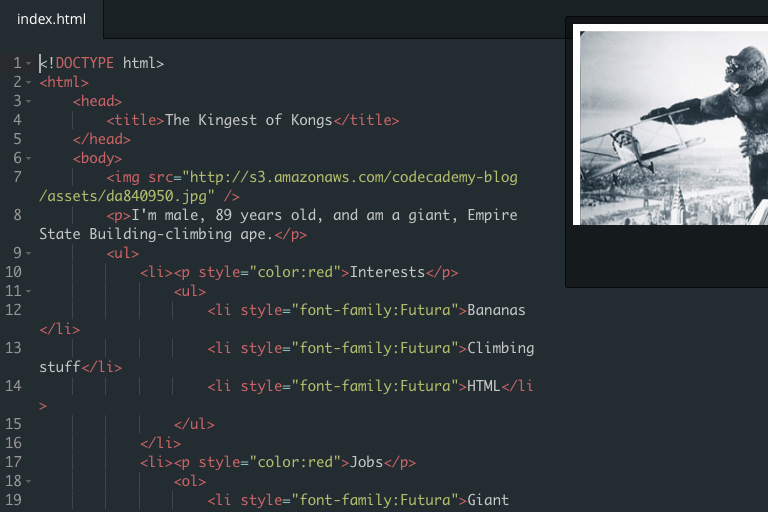 index.html
1 <!DOCTYPE html>
2 <html>
3 <head>
4 <title>The Kingest of Kongs</title>
5 </head>
6 <body>
7 <img src="http://s3.amazonaws.com/codecademy-blog
/assets/da840950.jpg" />
8 <p>I'm male, 89 years old, and am a giant, Empire
State Building-climbing ape.</p>
9 <ul>
10 <li><p style="color:red">Interests</p>
11 <ul>
12 <li style="font-family:Futura">Bananas
</li>
13 <li style="font-family:Futura">Climbing
stuff</li>
14 <li style="font-family:Futura">HTML</li
>
15 </ul>
16 </li>
17 <li><p style="color:red">Jobs</p>
18 <ol>
19 <li style="font-family:Futura">Giant